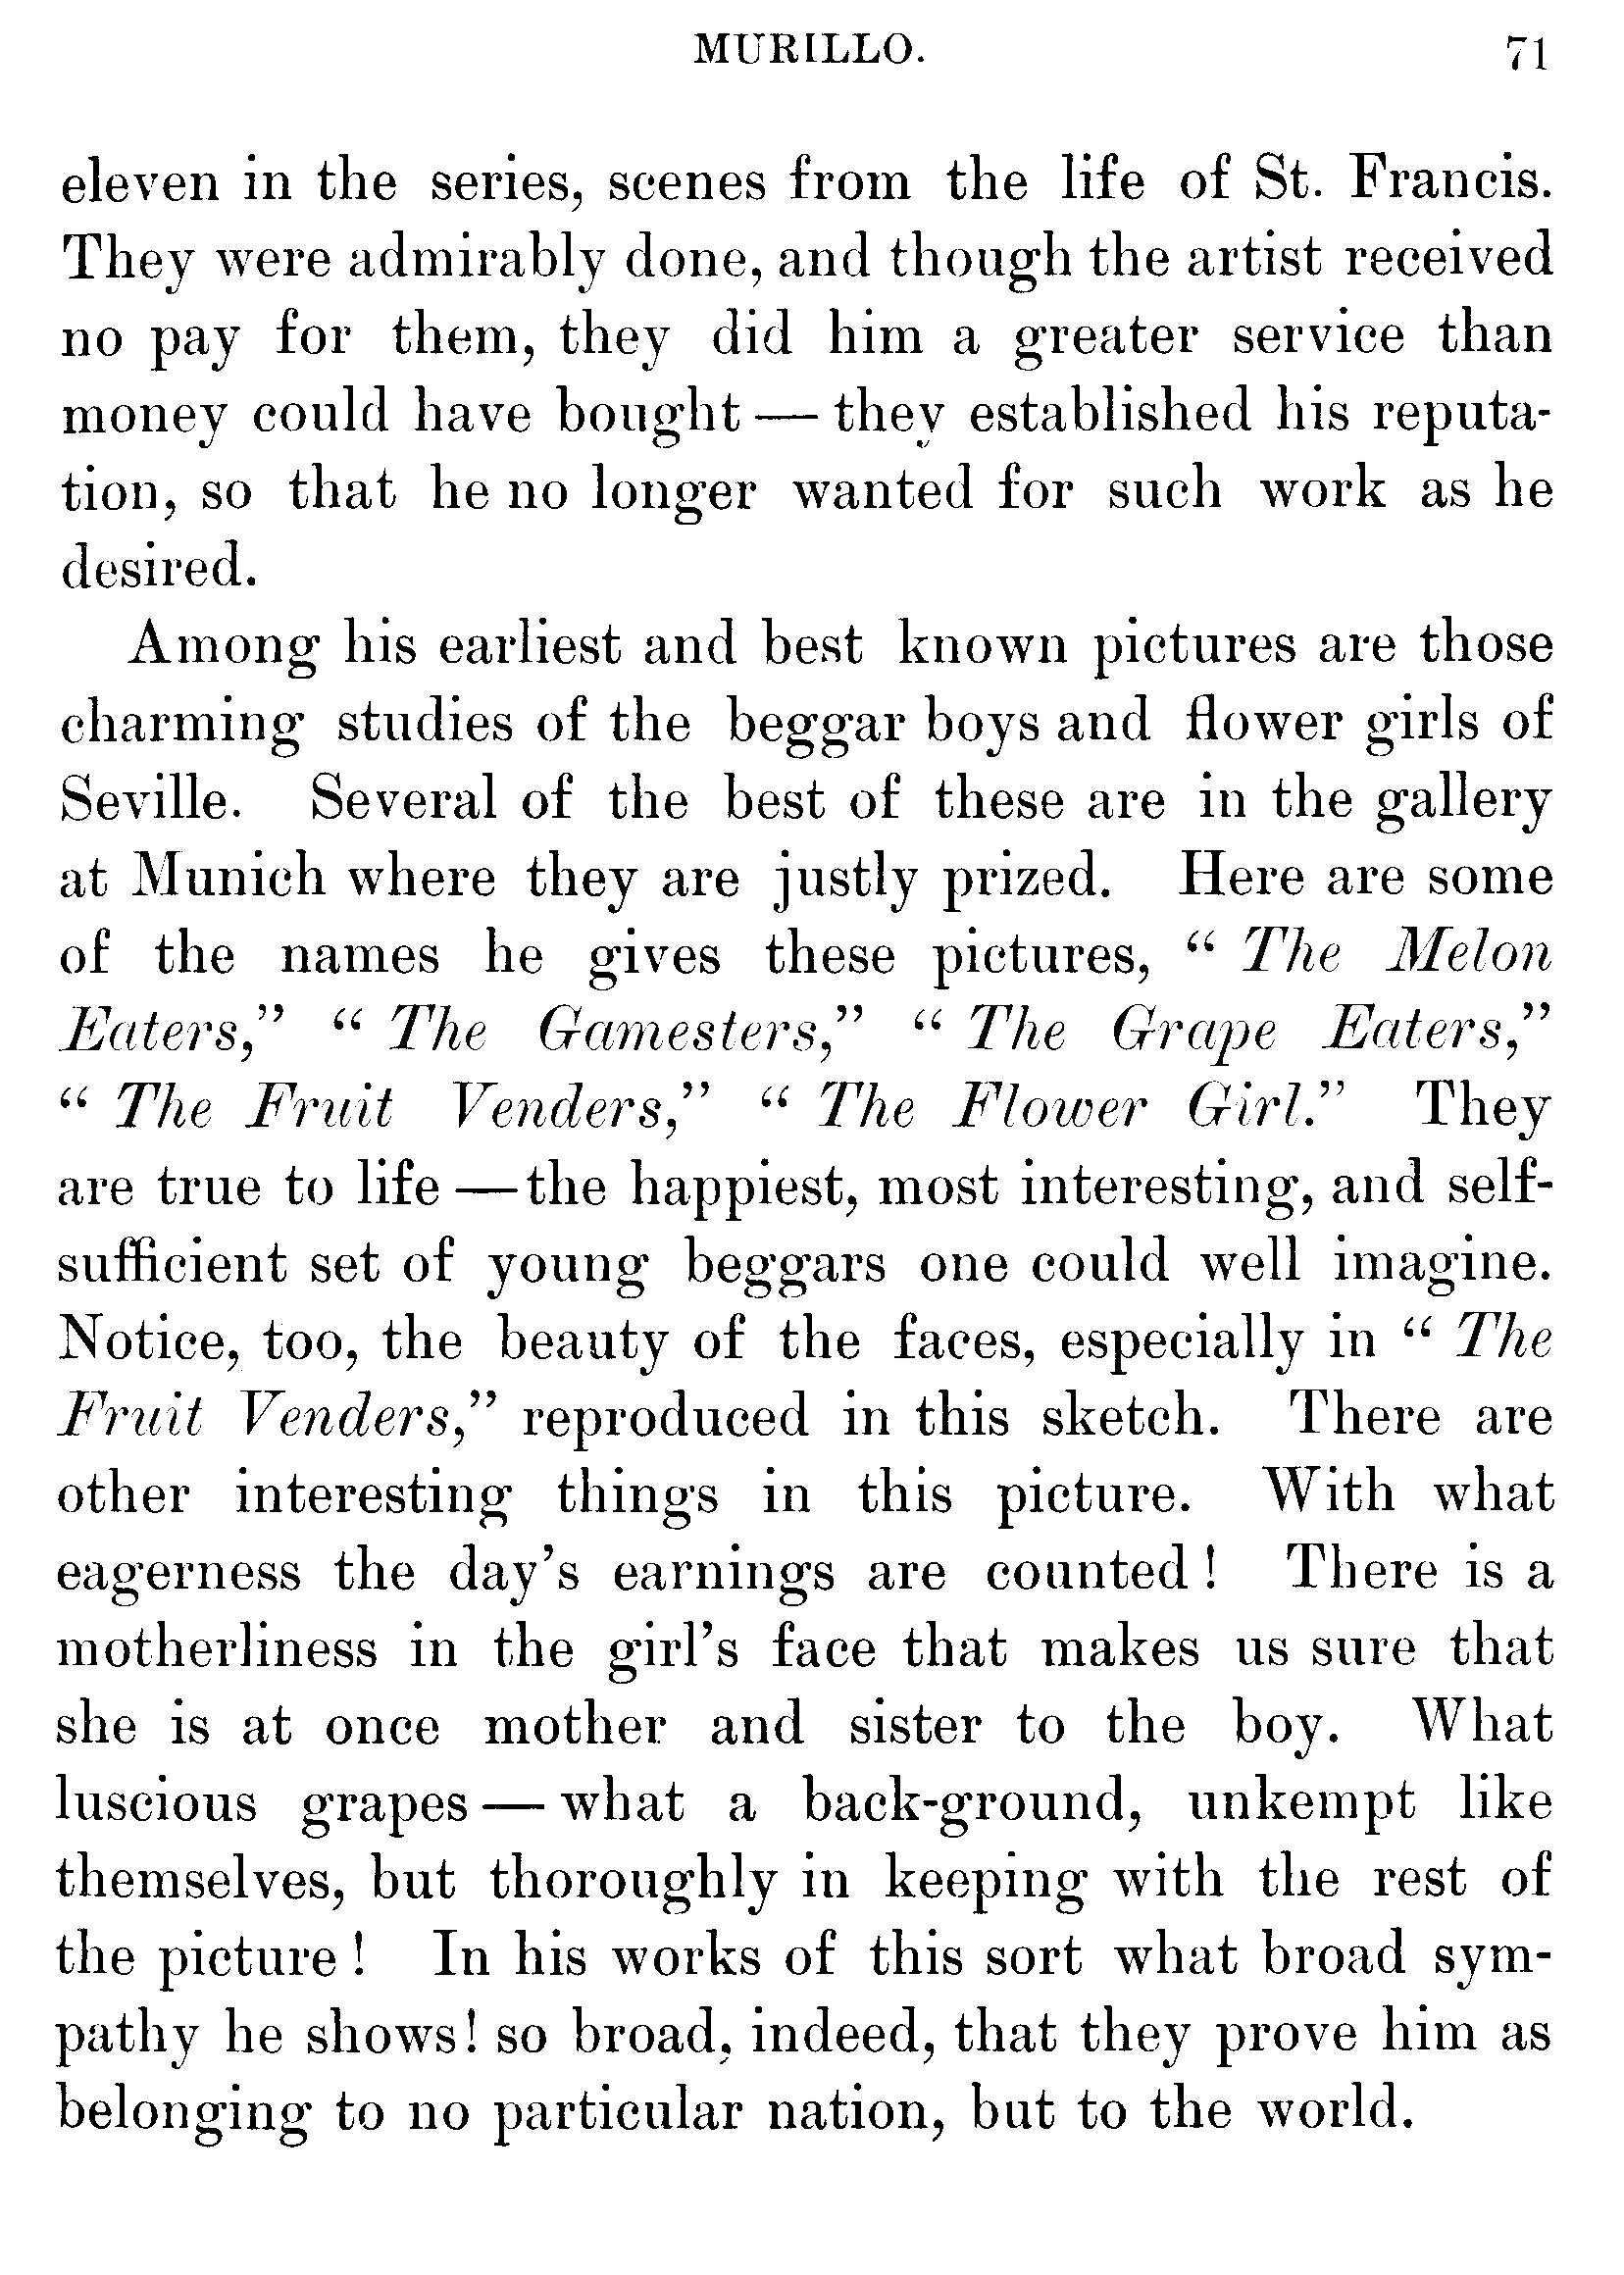 MURILLO. 71
eleven in the series, scenes from the life of St. Francis.
They were admirably done, and though the artist received
no pay for them, they did him a greater service than
money could have bought — they established his reputa-
tion, so that he no longer wanted for such work as he
desired.
Among his earliest and best known pictures are those
charming studies of the beggar boys and flower girls of
Seville. Several of the best of these are in the gallery
at Munich where they are justly prized. Here are some
of the names he gives these pictures, “ The Melon
Eaters,” “ The Gamesters,” “ The Grape Eaters,”
“ The Fruit Venders,” “ The Flower Girl.” They
are true to life — the happiest, most interesting, and self-
sufficient set of young beggars one could well imagine.
Notice, too, the beauty of the faces, especially in “ The
Fruit Venders,” reproduced in this sketch. There are
other interesting things in this picture. With what
eagerness the day’s earnings are counted ! There is a
motherliness in the girl’s face that makes us sure that
she is at once mother and sister to the boy. What
luscious grapes — what a back-ground, unkempt like
themselves, but thoroughly in keeping with the rest of
the picture ! In his works of this sort what broad sym-
pathy he shows! so broad, indeed, that they prove him as
belonging to no particular nation, but to the world.